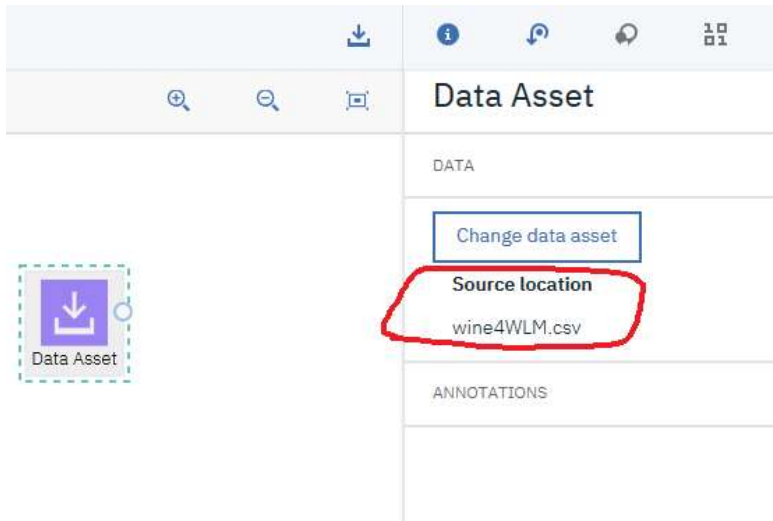 Data Asset
DATA
Change data asset
Source location
wine4WLM.csv
Data Asset
ANNOTATIONS